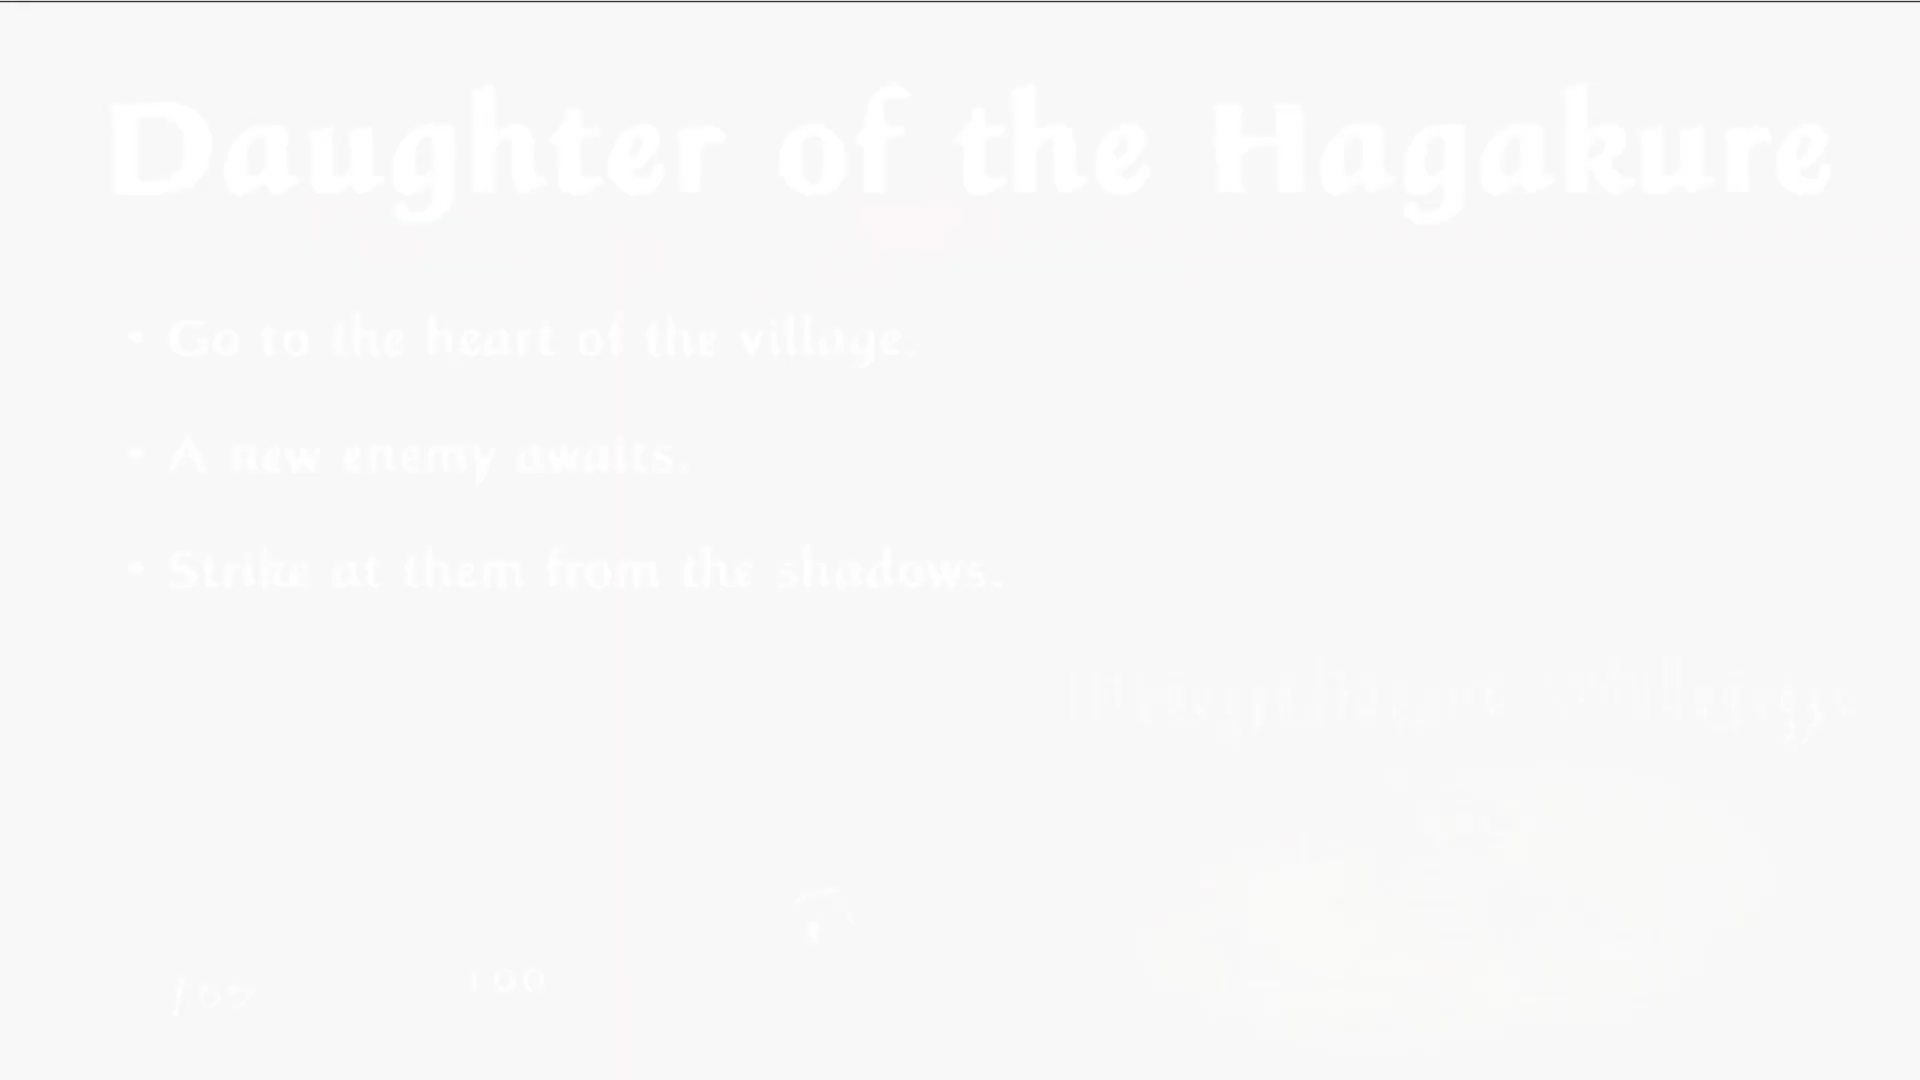 Daughter of the Hagakure
• Go to the heart of the village.
• A new enemy awaits.
• Strike at them from the shadows.
100